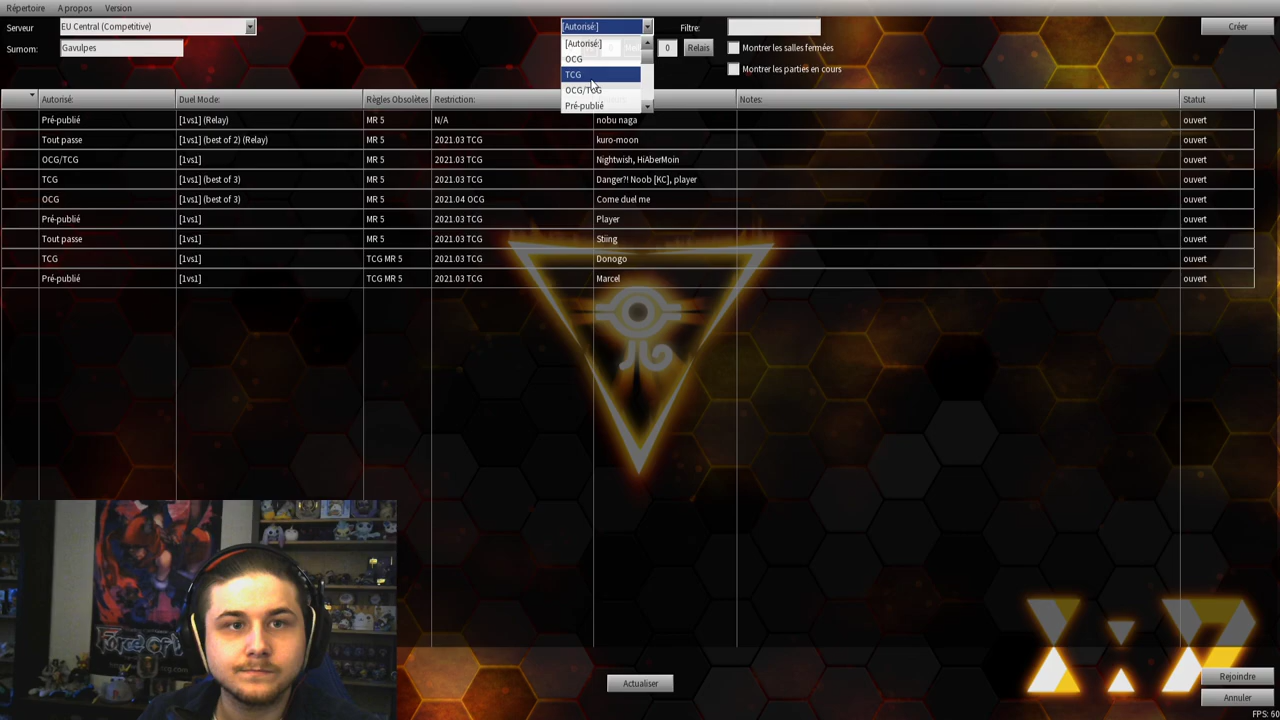 Répertoire A propos Version
Serveur EU Central (Competitive) [Autorisé:] Filtre: Créer
Surnom: Gavulpes [Autorisé:] 0 Relais Montrer les salles fermées
OCG
TCG Montrer les parties en cours
OCG/TCG
Pré-publié
Autorisé: Duel Mode: Règles Obsolètes Restriction: Notes: Statut
Pré-publié [1vs1] (Relay) MR 5 N/A nobu naga ouvert
Tout passe [1vs1] (best of 2) (Relay) MR 5 2021.03 TCG kuro-moon ouvert
OCG/TCG [1vs1] MR 5 2021.03 TCG Nightwish, HiAberMoin ouvert
TCG [1vs1] (best of 3) MR 5 2021.03 TCG Danger?! Noob [KC], player ouvert
OCG [1vs1] (best of 3) MR 5 2021.04 OCG Come duel me ouvert
Pré-publié [1vs1] MR 5 2021.03 TCG Player ouvert
Tout passe [1vs1] MR 5 2021.03 TCG Stiing ouvert
TCG [1vs1] TCG MR 5 2021.03 TCG Donogo ouvert
Pré-publié [1vs1] TCG MR 5 2021.03 TCG Marcel ouvert
Force of
Actualiser
Rejoindre
Annuler
FPS: 60